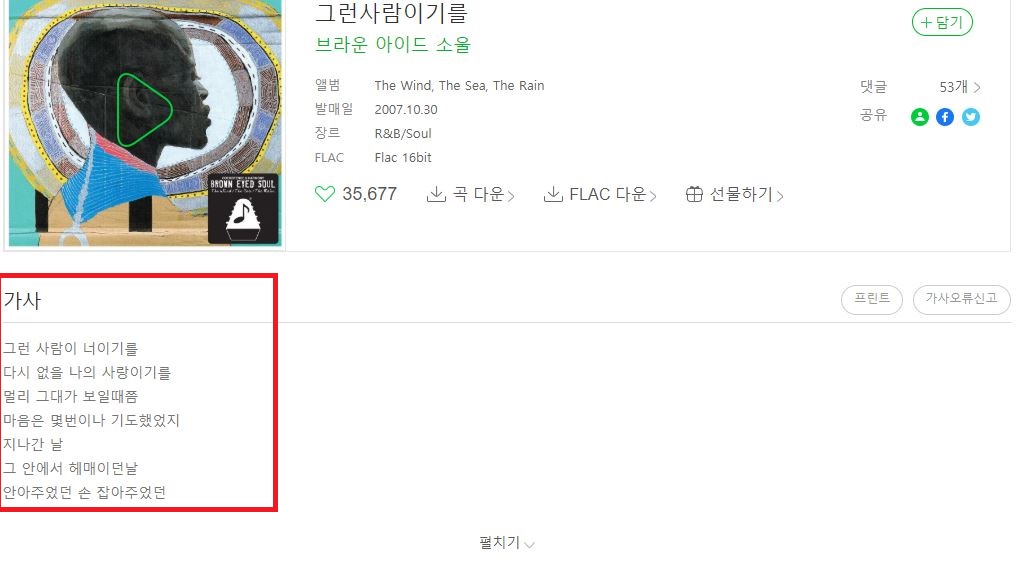 그런사람이기를
+ 담기
브라운 아이드 소울
앨범 The Wind, The Sea, The Rain
댓글 53개 >
발매일 2007.10.30
공유
장르 R&B/Soul
FLAC Flac 16bit
35,677 곡 다운 > FLAC 다운 > 선물하기 >
BROWN EYED SOUL
The Wind, The Sea, The Rain
가사
프린트 가사오류신고
그런 사람이 너이기를
다시 없을 나의 사랑이기를
멀리 그대가 보일때쯤
마음은 몇번이나 기도했었지
지나간 날
그 안에서 헤매이던날
안아주었던 손 잡아주었던
펼치기